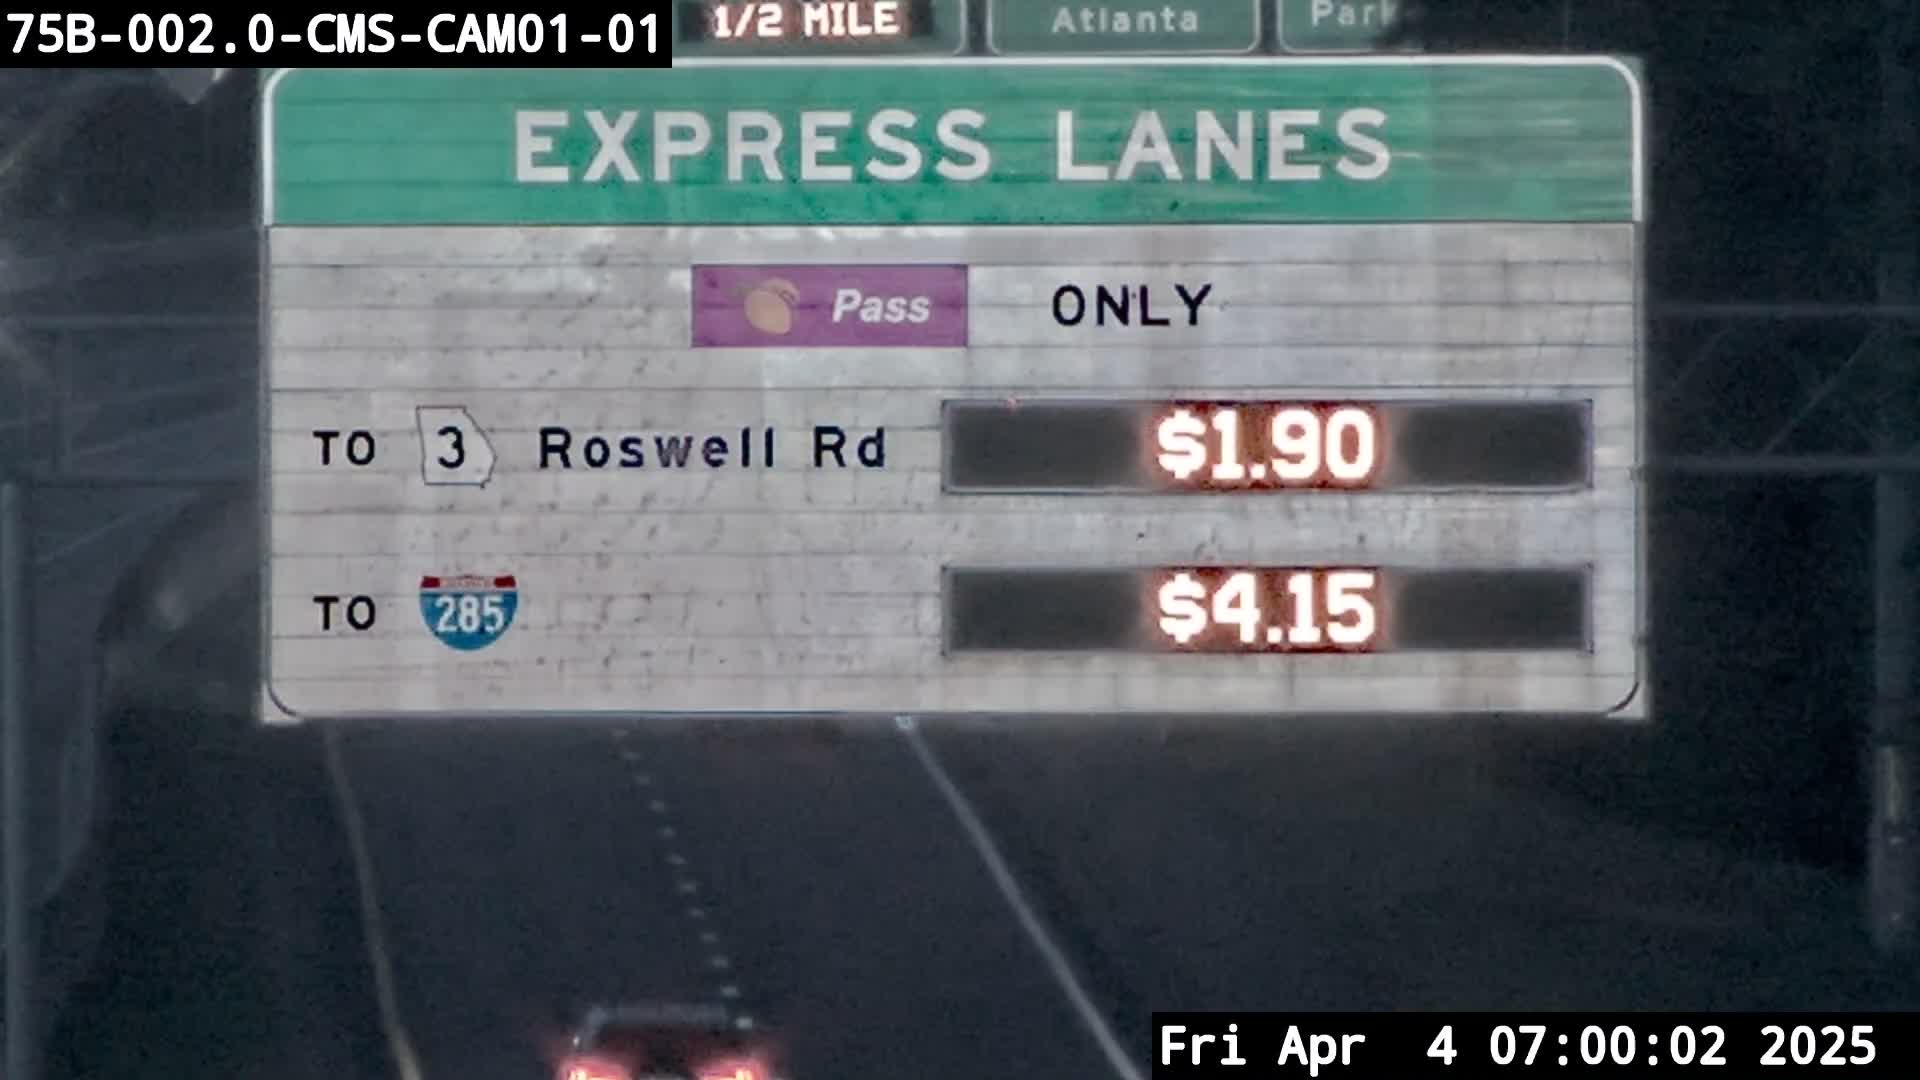 75B-002.0-CMS-CAM01-01
1/2 MILE
Atlanta
EXPRESS LANES
Pass ONLY
TO 3 Roswell Rd $1.90
TO 285 $4.15
Fri Apr 4 07:00:02 2025